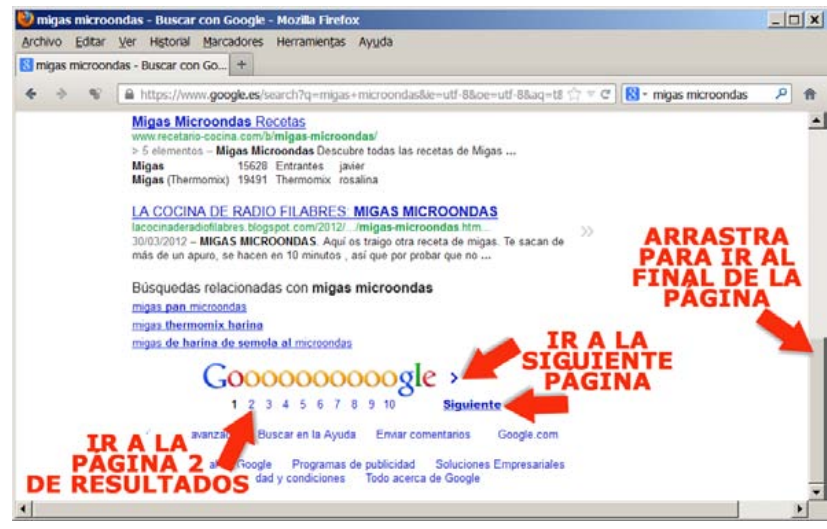 migas microondas - Buscar con Google - Mozilla Firefox
Archivo Editar Ver Historial Marcadores Herramientas Ayuda
migas microondas - Buscar con Go... +
https://www.google.es/search?q=migas+microondas&ie=utf-8&oe=utf-8&aq=t& migas microondas
Migas Microondas Recetas
www.recetario-cocina.com/b/migas-microondas/
> 5 elementos – Migas Microondas Descubre todas las recetas de Migas ...
Migas 15628 Entrantes javier
Migas (Thermomix) 19491 Thermomix rosalina
LA COCINA DE RADIO FILABRES: MIGAS MICROONDAS
lacocinaderadiofilabres.blogspot.com/2012/.../migas-microondas.htm...
30/03/2012 – MIGAS MICROONDAS. Aquí os traigo otra receta de migas. Te sacan de
más de un apuro, se hacen en 10 minutos , así que por probar que no ...
»
ARRASTRA
PARA IR AL
FINAL DE LA
PÁGINA
Búsquedas relacionadas con migas microondas
migas pan microondas
migas thermomix harina
migas de harina de semola al microondas
IR A LA
SIGUIENTE
PÁGINA
Goooooooooogle >
1 2 3 4 5 6 7 8 9 10 Siguiente
Buscar en la Ayuda Enviar comentarios Google.com
IR A LA
PÁGINA 2
DE RESULTADOS
Google Programas de publicidad Soluciones Empresariales
dad y condiciones Todo acerca de Google